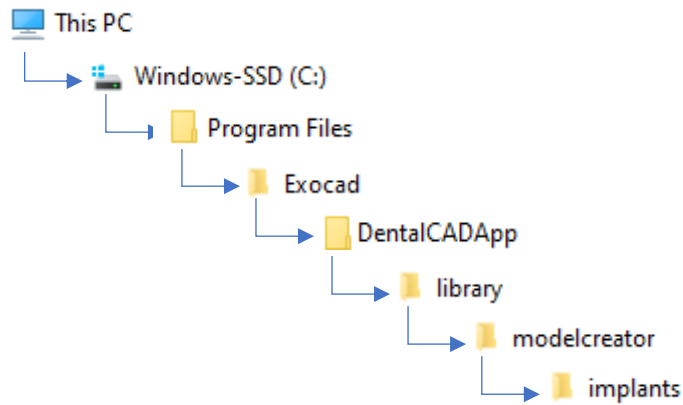 This PC
Windows-SSD (C:)
Program Files
Exocad
DentalCADApp
library
modelcreator
implants